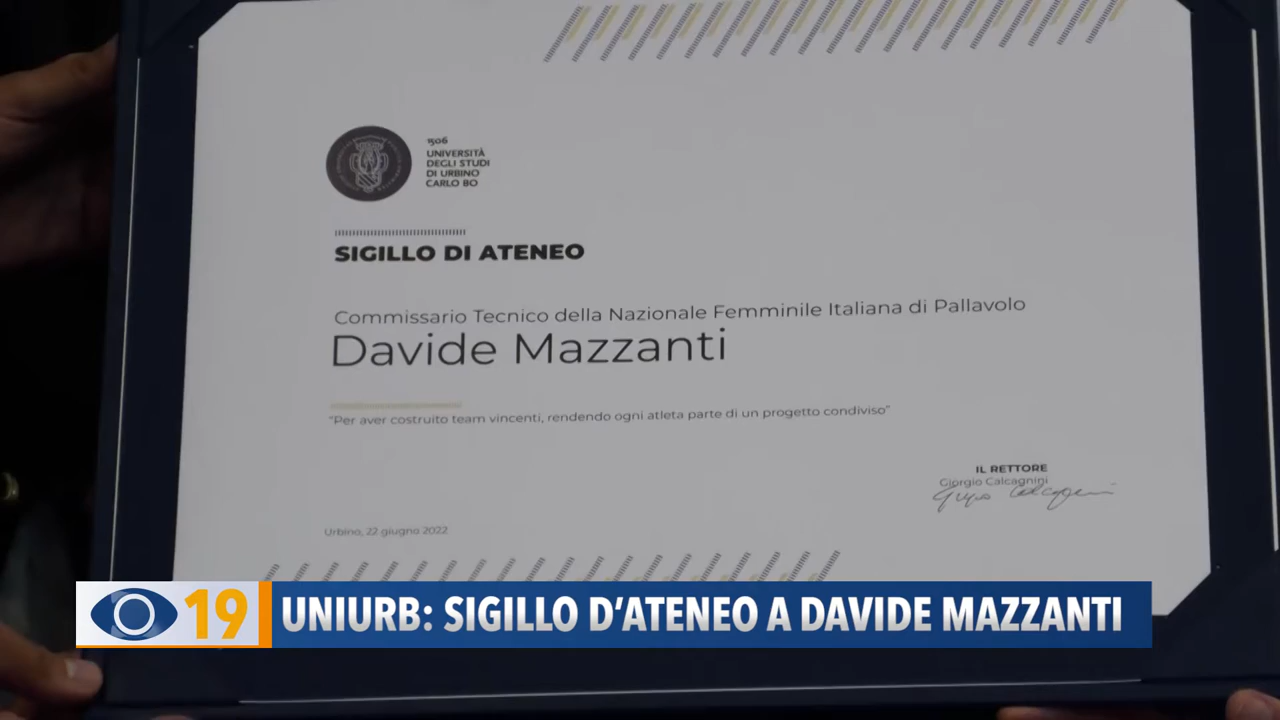 1506
UNIVERSITÀ
DEGLI STUDI
DI URBINO
CARLO BO
SIGILLO DI ATENEO
Commissario Tecnico della Nazionale Femminile Italiana di Pallavolo
Davide Mazzanti
“Per aver costruito team vincenti, rendendo ogni atleta parte di un progetto condiviso”
IL RETTORE
Giorgio Calcagnini
Urbino, 22 giugno 2022
19 UNIURB: SIGILLO D’ATENEO A DAVIDE MAZZANTI